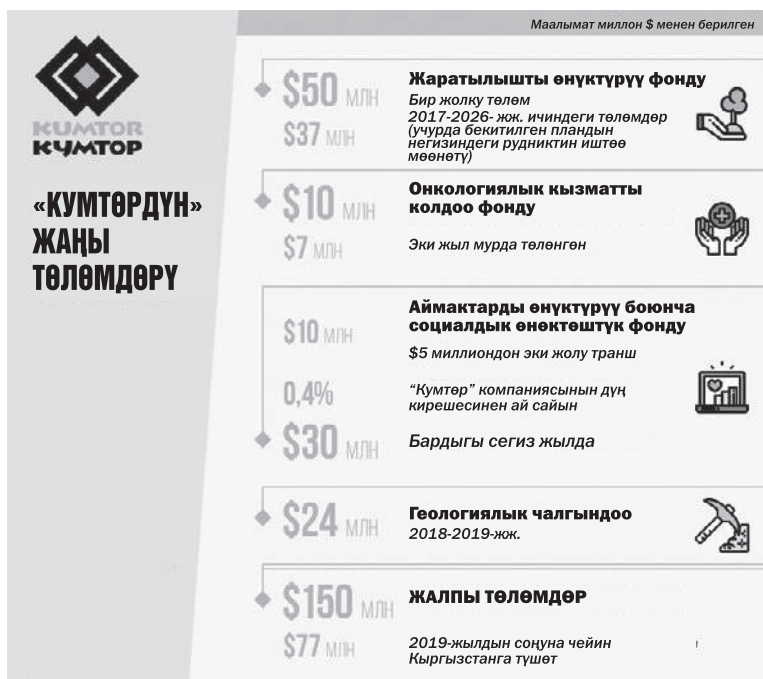 Маалымат миллон $ менен берилген
KUMTOR
КУМТОР
«КУМТӨРДҮН»
ЖАҢЫ
ТӨЛӨМДӨРҮ
$50 МЛН
Жаратылышты өнүктүрүү фонду
Бир жолку төлөм
$37 МЛН
2017-2026- жж. ичиндеги төлөмдөр
(учурда бекитилген пландын
негизиндеги рудниктин иштөө
мөөнөтү)
$10 МЛН
Онкологиялык кызматты
колдоо фонду
$7 МЛН
Эки жыл мурда төлөнгөн
Аймактарды өнүктүрүү боюнча
социалдык өнөктөштүк фонду
$10 МЛН
$5 миллиондон эки жолу транш
0,4%
“Кумтөр” компаниясынын дүң
кирешесинен ай сайын
$30 МЛН
Бардыгы сегиз жылда
$24 МЛН
Геологиялык чалгындоо
2018-2019-жж.
$150 МЛН
ЖАЛПЫ ТӨЛӨМДӨР
$77 МЛН
2019-жылдын соңуна чейин
Кыргызстанга түшөт